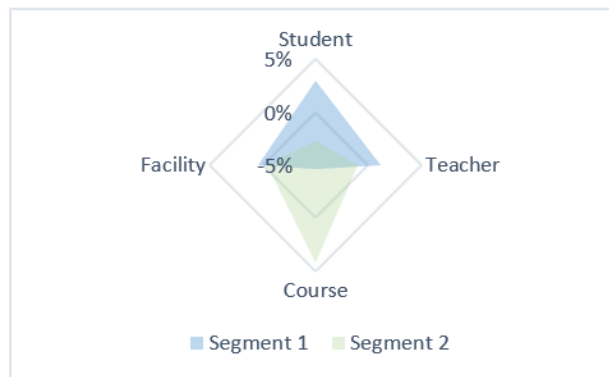 Student
5%
0%
Facility
-5%
Teacher
Course
Segment 1
Segment 2